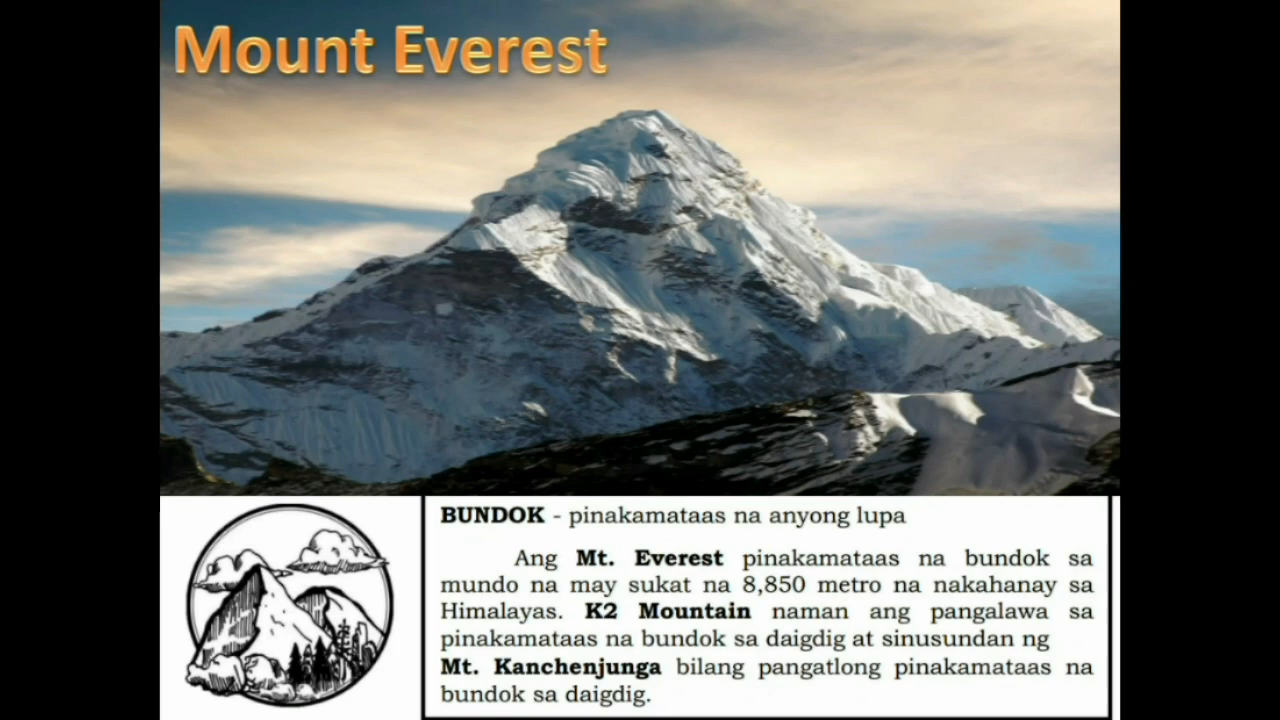 Mount Everest
BUNDOK - pinakamataas na anyong lupa
Ang Mt. Everest pinakamataas na bundok sa
mundo na may sukat na 8,850 metro na nakahanay sa
Himalayas. K2 Mountain naman ang pangalawa sa
pinakamataas na bundok sa daigdig at sinusundan ng
Mt. Kanchenjunga bilang pangatlong pinakamataas na
bundok sa daigdig.